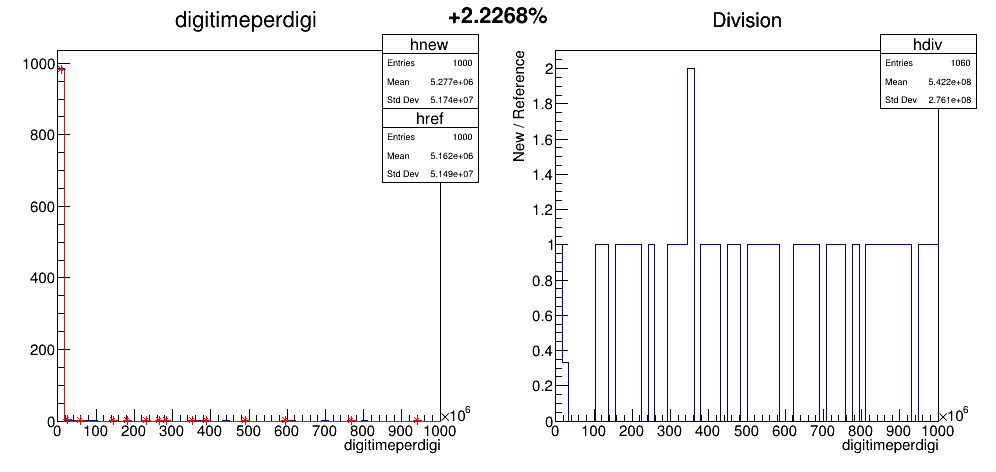 digitimeperdigi
+2.2268%
Division
hnew
Entries 1000
Mean 5.277e+06
Std Dev 5.174e+07
href
Entries 1000
Mean 5.162e+06
Std Dev 5.149e+07
1000
800
600
400
200
0
0 100 200 300 400 500 600 700 800 900 1000
×10⁶
digitimeperdigi
hdiv
Entries 1060
Mean 5.422e+08
Std Dev 2.761e+08
New / Reference
2
1.8
1.6
1.4
1.2
1
0.8
0.6
0.4
0.2
0
0 100 200 300 400 500 600 700 800 900 1000
×10⁶
digitimeperdigi